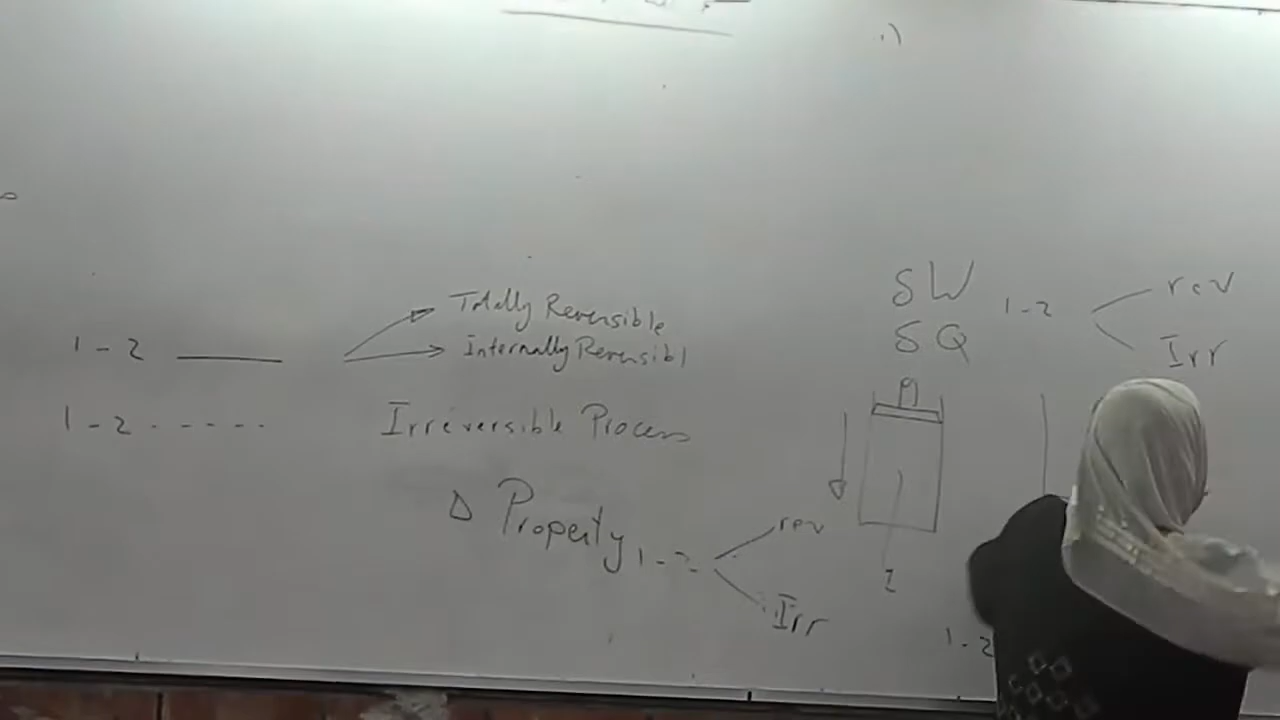 Totally Reversible
1-2 Internally Reversibl
1-2 Irreversible Process
Δ Property 1-2 rev
Irr
δW
δQ 1-2 rev
Irr
1-2